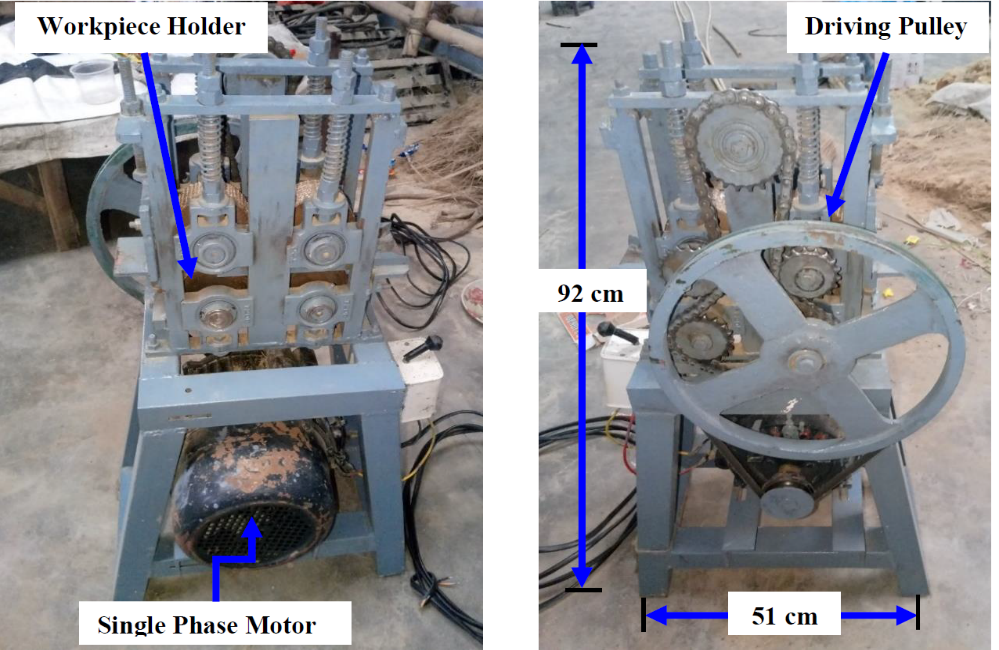 Workpiece Holder
Driving Pulley
92 cm
51 cm
Single Phase Motor